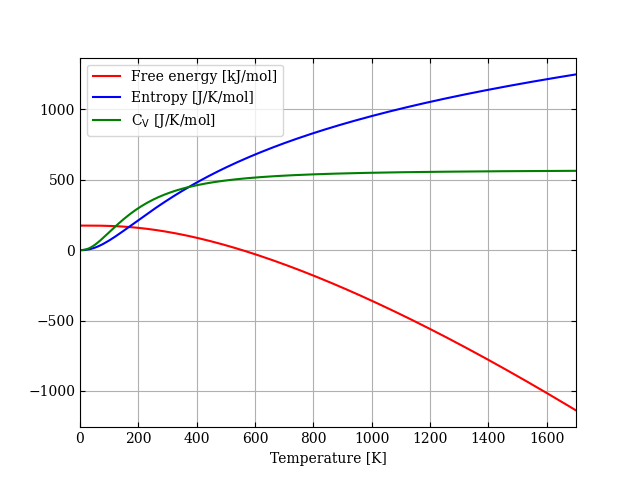 Free energy [kJ/mol]
Entropy [J/K/mol]
C_V [J/K/mol]
1000
500
0
−500
−1000
0 200 400 600 800 1000 1200 1400 1600
Temperature [K]